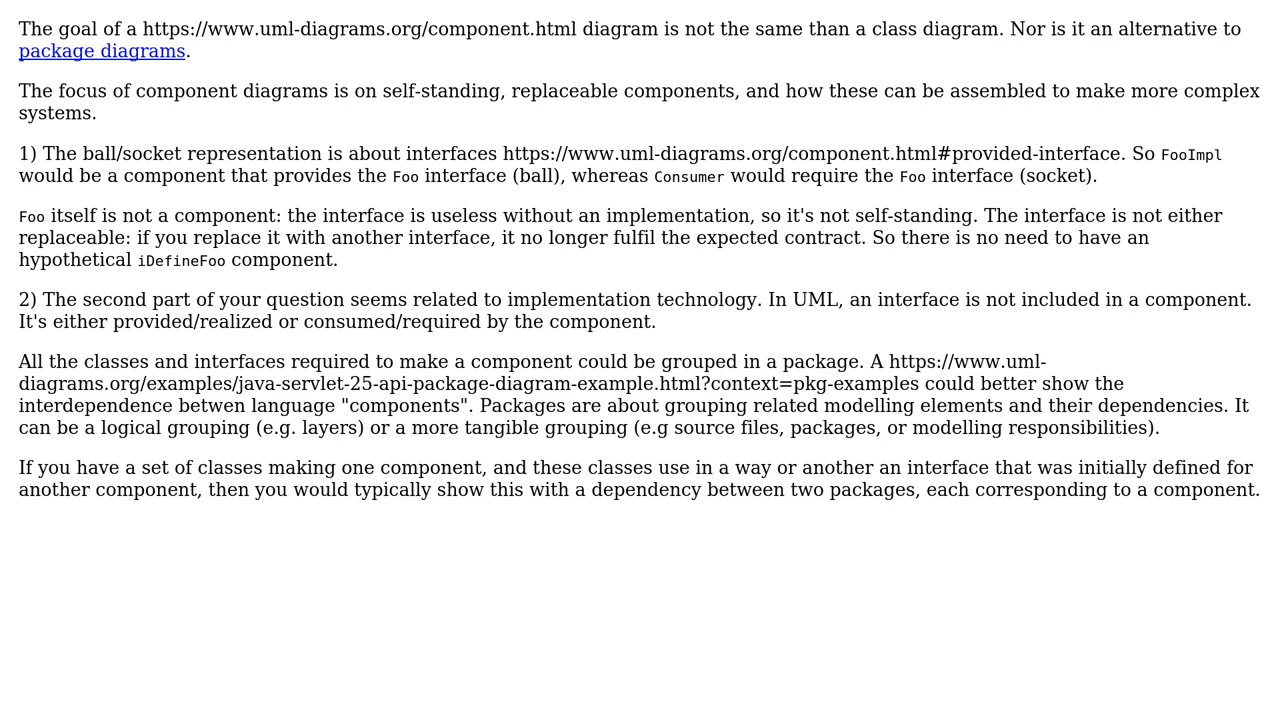 The goal of a https://www.uml-diagrams.org/component.html diagram is not the same than a class diagram. Nor is it an alternative to
package diagrams.
The focus of component diagrams is on self-standing, replaceable components, and how these can be assembled to make more complex
systems.
1) The ball/socket representation is about interfaces https://www.uml-diagrams.org/component.html#provided-interface. So FooImpl
would be a component that provides the Foo interface (ball), whereas Consumer would require the Foo interface (socket).
Foo itself is not a component: the interface is useless without an implementation, so it's not self-standing. The interface is not either
replaceable: if you replace it with another interface, it no longer fulfil the expected contract. So there is no need to have an
hypothetical iDefineFoo component.
2) The second part of your question seems related to implementation technology. In UML, an interface is not included in a component.
It's either provided/realized or consumed/required by the component.
All the classes and interfaces required to make a component could be grouped in a package. A https://www.uml-
diagrams.org/examples/java-servlet-25-api-package-diagram-example.html?context=pkg-examples could better show the
interdependence betwen language "components". Packages are about grouping related modelling elements and their dependencies. It
can be a logical grouping (e.g. layers) or a more tangible grouping (e.g source files, packages, or modelling responsibilities).
If you have a set of classes making one component, and these classes use in a way or another an interface that was initially defined for
another component, then you would typically show this with a dependency between two packages, each corresponding to a component.